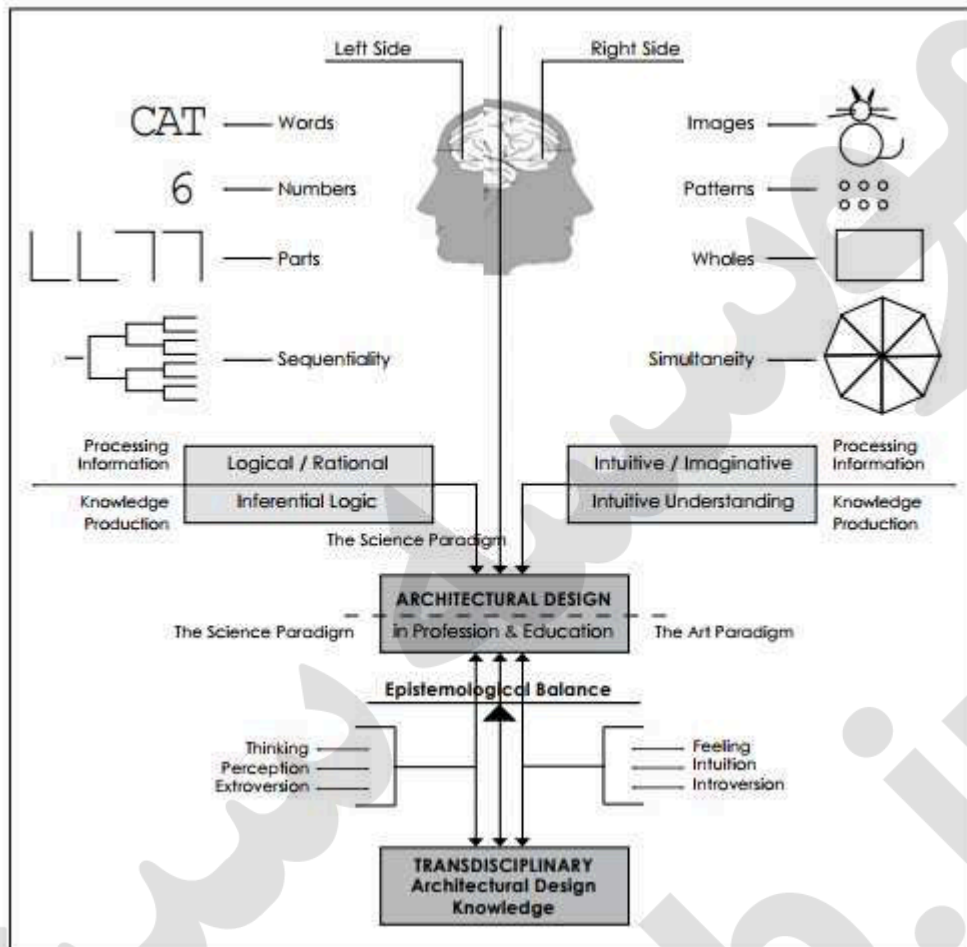 Left Side
Right Side
CAT
Words
Images
6
Numbers
Patterns
Parts
Wholes
Sequentiality
Simultaneity
Processing
Information
Logical / Rational
Intuitive / Imaginative
Processing
Information
Knowledge
Production
Inferential Logic
Intuitive Understanding
Knowledge
Production
The Science Paradigm
ARCHITECTURAL DESIGN
The Science Paradigm
in Profession & Education
The Art Paradigm
Epistemological Balance
Thinking
Perception
Extroversion
Feeling
Intuition
Introversion
TRANSDISCIPLINARY
Architectural Design
Knowledge